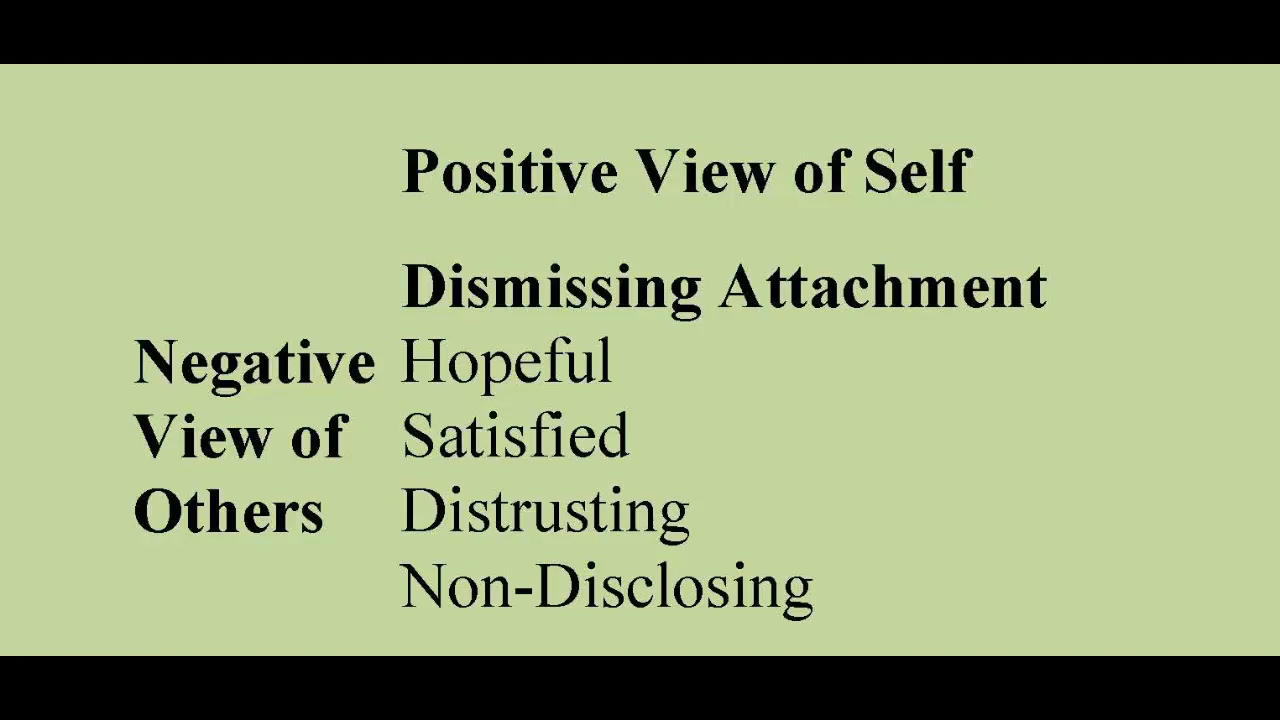 Positive View of Self
Dismissing Attachment
Negative Hopeful
View of Satisfied
Others Distrusting
Non-Disclosing